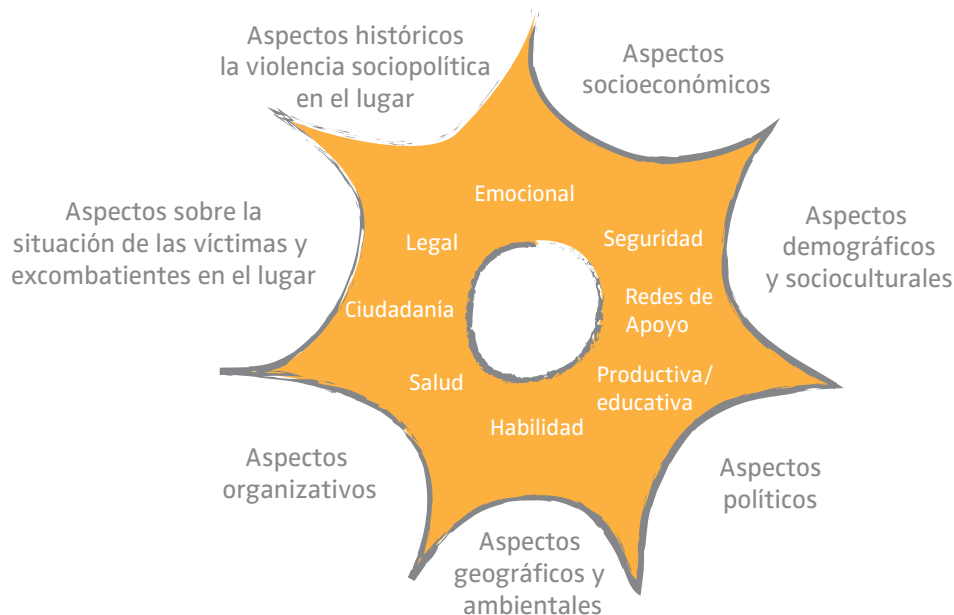 Aspectos históricos
la violencia sociopolítica
en el lugar
Aspectos
socioeconómicos
Aspectos sobre la
situación de las víctimas y
excombatientes en el lugar
Aspectos
demográficos
y socioculturales
Emocional
Legal
Seguridad
Ciudadanía
Redes de
Apoyo
Salud
Productiva/
educativa
Habilidad
Aspectos
organizativos
Aspectos
políticos
Aspectos
geográficos y
ambientales